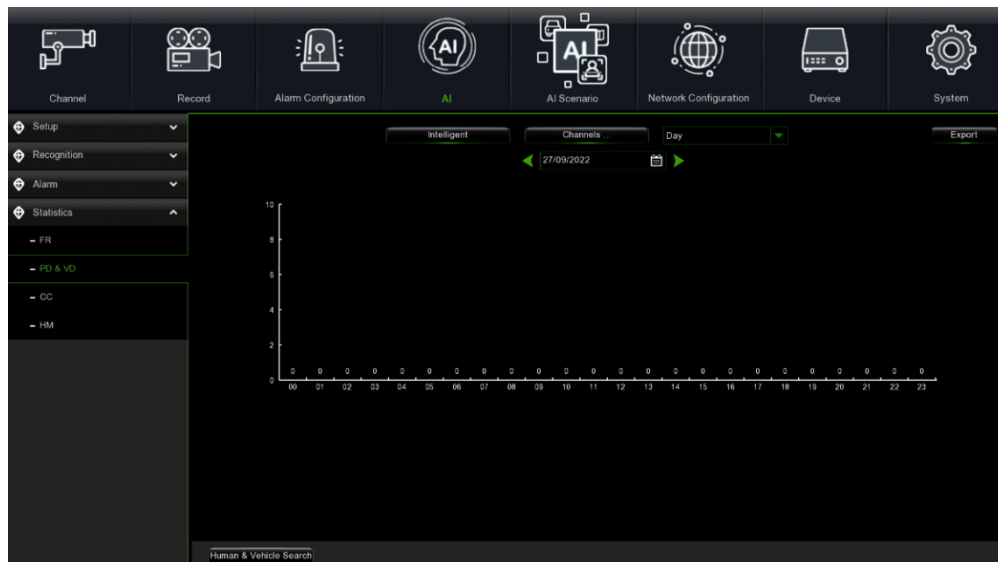 Channel
Record
Alarm Configuration
AI
AI
AI
AI Scenario
Network Configuration
Device
System
Setup
Recognition
Alarm
Statistics
– FR
– PD & VD
– CC
– HM
Intelligent
Channels ...
Day
Export
27/09/2022
10
8
6
4
2
0
0 0 0 0 0 0 0 0 0 0 0 0 0 0 0 0 0 0 0 0 0 0 0 0
00 01 02 03 04 05 06 07 08 09 10 11 12 13 14 15 16 17 18 19 20 21 22 23
Human & Vehicle Search